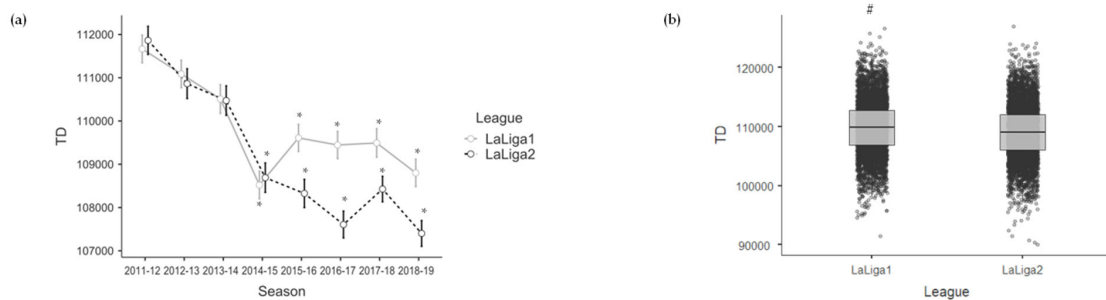 (a)
TD
112000
111000
110000
109000
108000
107000
* * * *
* * * * * *
2011-12 2012-13 2013-14 2014-15 2015-16 2016-17 2017-18 2018-19
Season
League
LaLiga1
LaLiga2
(b)
#
TD
120000
110000
100000
90000
LaLiga1 LaLiga2
League